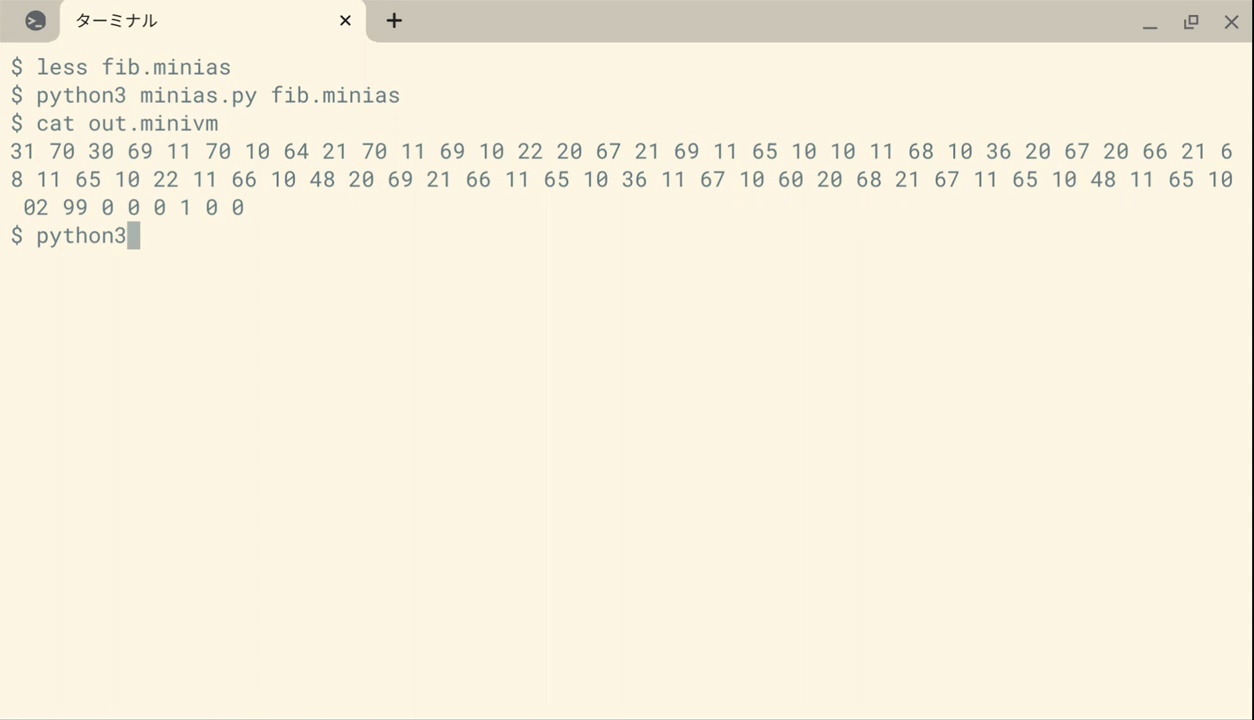 ターミナル
$ less fib.minias
$ python3 minias.py fib.minias
$ cat out.minivm
31 70 30 69 11 70 10 64 21 70 11 69 10 22 20 67 21 69 11 65 10 10 11 68 10 36 20 67 20 66 21 6
8 11 65 10 22 11 66 10 48 20 69 21 66 11 65 10 36 11 67 10 60 20 68 21 67 11 65 10 48 11 65 10
 02 99 0 0 0 1 0 0
$ python3